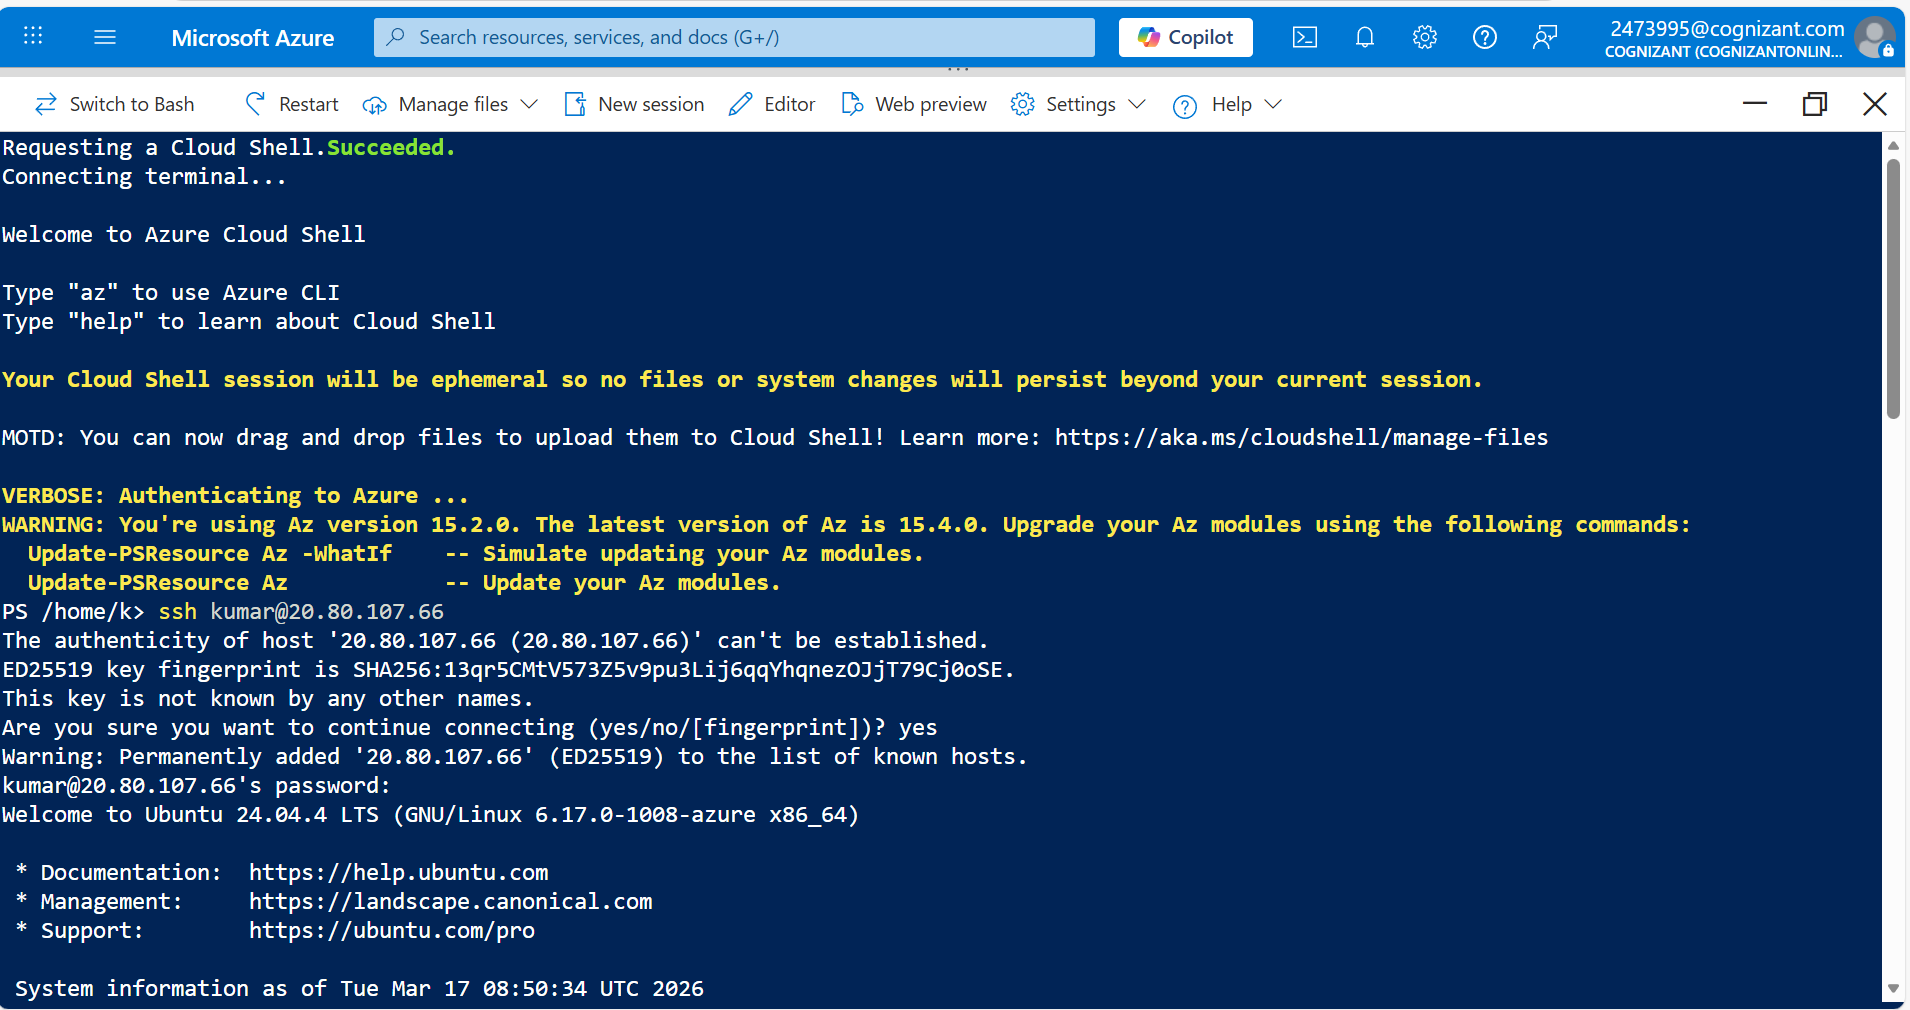 Microsoft Azure
Search resources, services, and docs (G+/)
Copilot
2473995@cognizant.com
COGNIZANT (COGNIZANTONLIN...
Switch to Bash Restart Manage files New session Editor Web preview Settings Help
Requesting a Cloud Shell.Succeeded.
Connecting terminal...
Welcome to Azure Cloud Shell
Type "az" to use Azure CLI
Type "help" to learn about Cloud Shell
Your Cloud Shell session will be ephemeral so no files or system changes will persist beyond your current session.
MOTD: You can now drag and drop files to upload them to Cloud Shell! Learn more: https://aka.ms/cloudshell/manage-files
VERBOSE: Authenticating to Azure ...
WARNING: You're using Az version 15.2.0. The latest version of Az is 15.4.0. Upgrade your Az modules using the following commands:
  Update-PSResource Az -WhatIf    -- Simulate updating your Az modules.
  Update-PSResource Az            -- Update your Az modules.
PS /home/k> ssh kumar@20.80.107.66
The authenticity of host '20.80.107.66 (20.80.107.66)' can't be established.
ED25519 key fingerprint is SHA256:13qr5CMtV573Z5v9pu3Lij6qqYhqnezOJjT79Cj0oSE.
This key is not known by any other names.
Are you sure you want to continue connecting (yes/no/[fingerprint])? yes
Warning: Permanently added '20.80.107.66' (ED25519) to the list of known hosts.
kumar@20.80.107.66's password:
Welcome to Ubuntu 24.04.4 LTS (GNU/Linux 6.17.0-1008-azure x86_64)
 * Documentation:  https://help.ubuntu.com
 * Management:     https://landscape.canonical.com
 * Support:        https://ubuntu.com/pro
 System information as of Tue Mar 17 08:50:34 UTC 2026